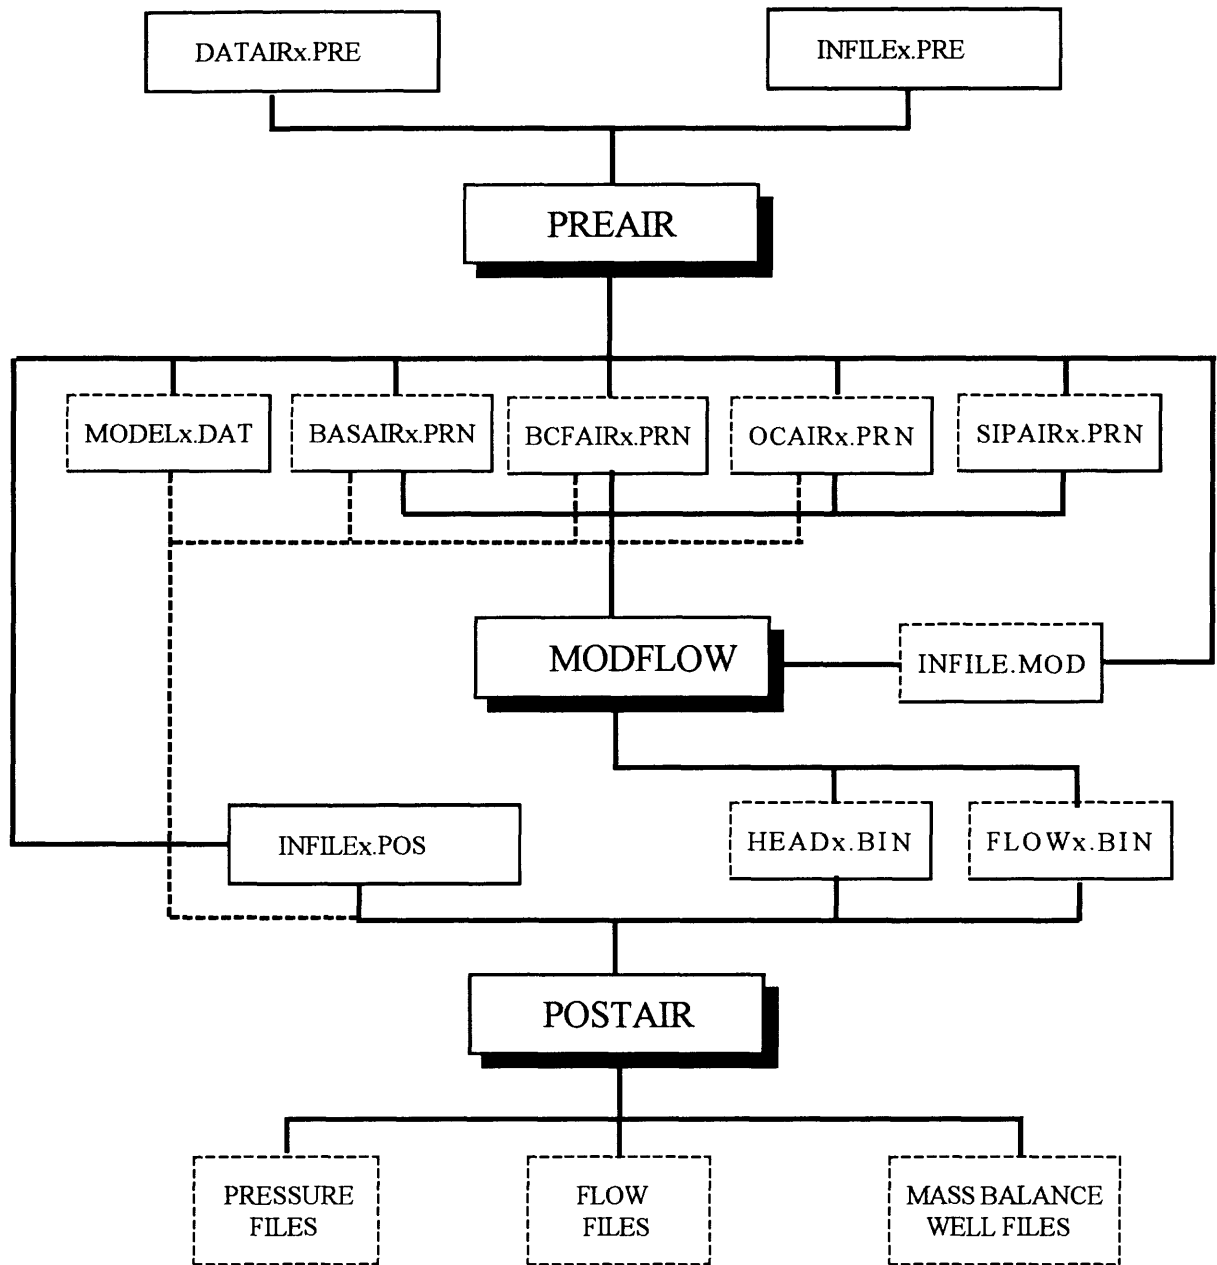 DATAIRx.PRE
INFILEx.PRE
PREAIR
MODELx.DAT
BASAIRx.PRN
BCFAIRx.PRN
OCAIRx.PRN
SIPAIRx.PRN
MODFLOW
INFILE.MOD
INFILEx.POS
HEADx.BIN
FLOWx.BIN
POSTAIR
PRESSURE
FILES
FLOW
FILES
MASS BALANCE
WELL FILES